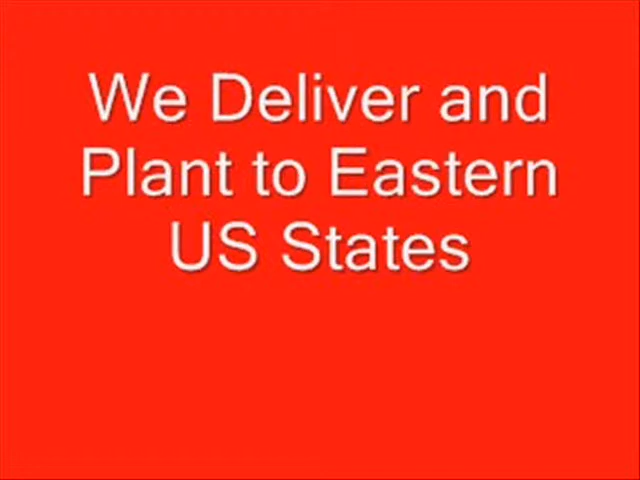 We Deliver and
Plant to Eastern
US States